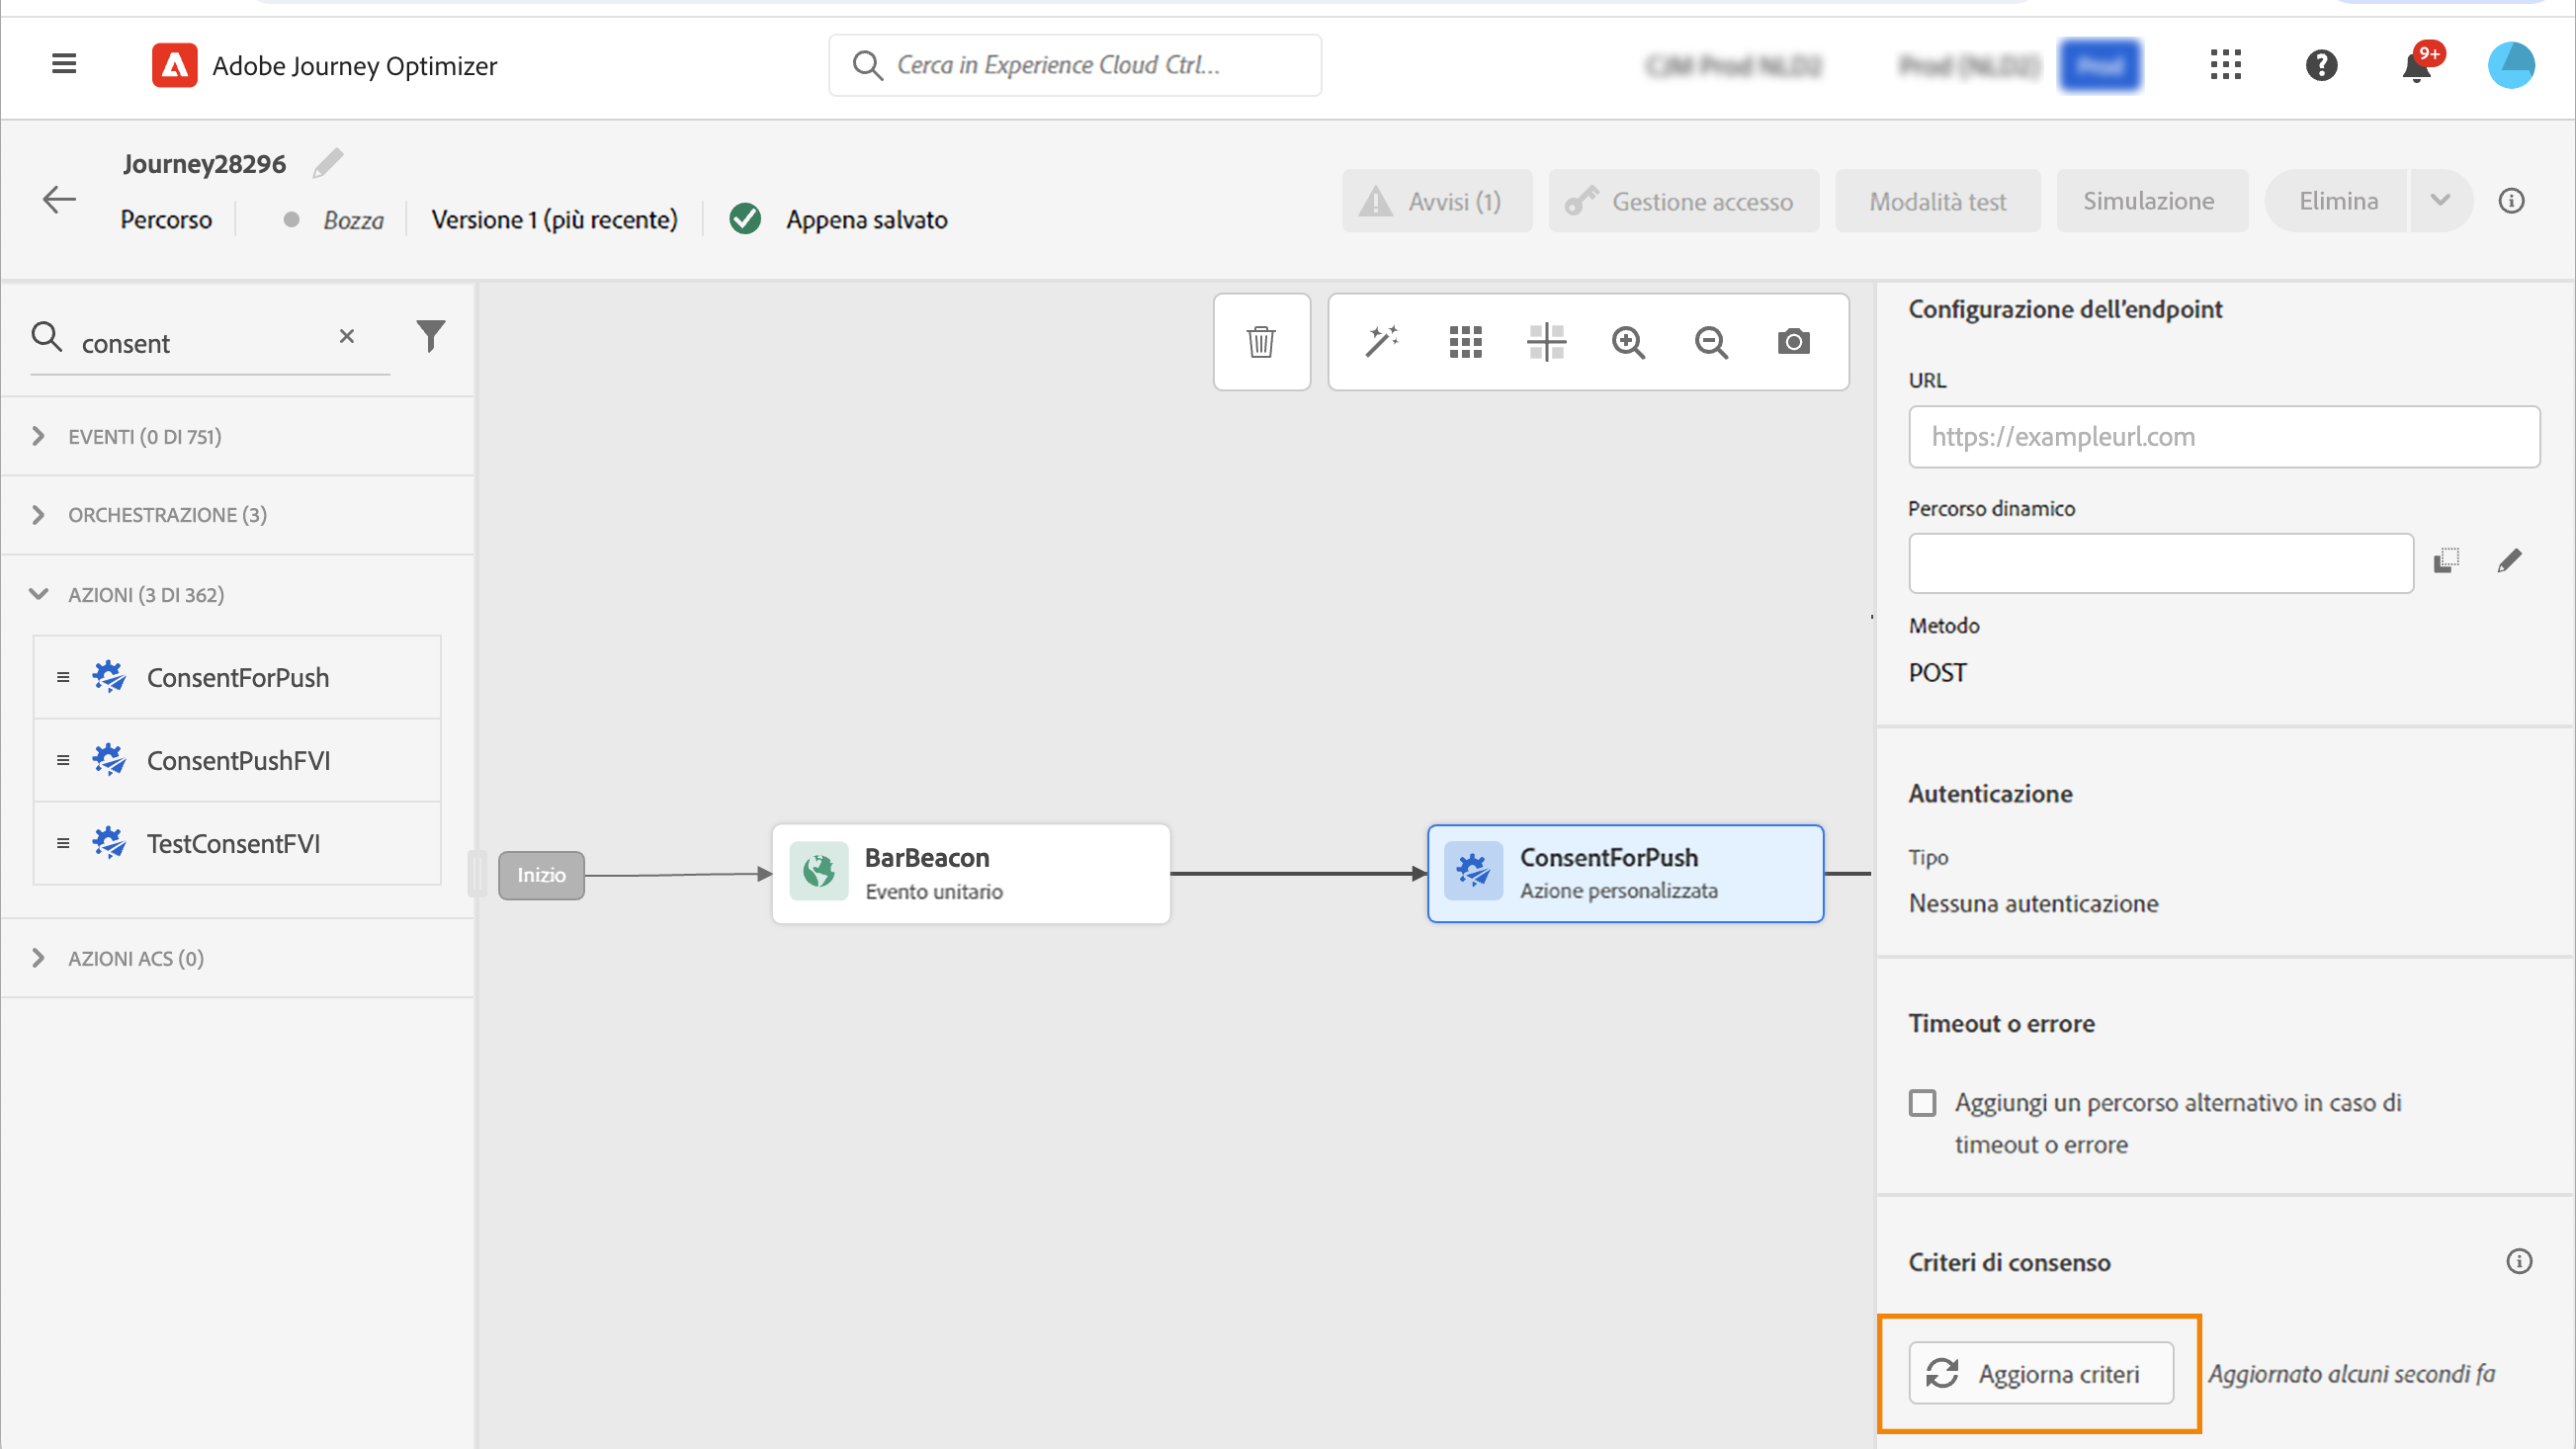 Adobe Journey Optimizer
Cerca in Experience Cloud Ctrl...
9+
Journey28296
Percorso
Bozza
Versione 1 (più recente)
Appena salvato
Avvisi (1)
Gestione accesso
Modalità test
Simulazione
Elimina
consent
EVENTI (0 DI 751)
ORCHESTRAZIONE (3)
AZIONI (3 DI 362)
ConsentForPush
ConsentPushFVI
TestConsentFVI
AZIONI ACS (0)
Inizio
BarBeacon
Evento unitario
ConsentForPush
Azione personalizzata
Configurazione dell'endpoint
URL
https://exampleurl.com
Percorso dinamico
Metodo
POST
Autenticazione
Tipo
Nessuna autenticazione
Timeout o errore
Aggiungi un percorso alternativo in caso di
timeout o errore
Criteri di consenso
Aggiorna criteri
Aggiornato alcuni secondi fa